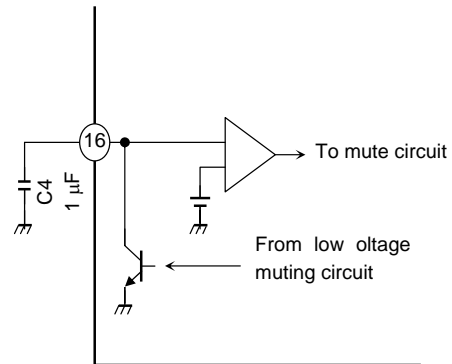 16
To mute circuit
C4
1 μF
From low oltage
muting circuit